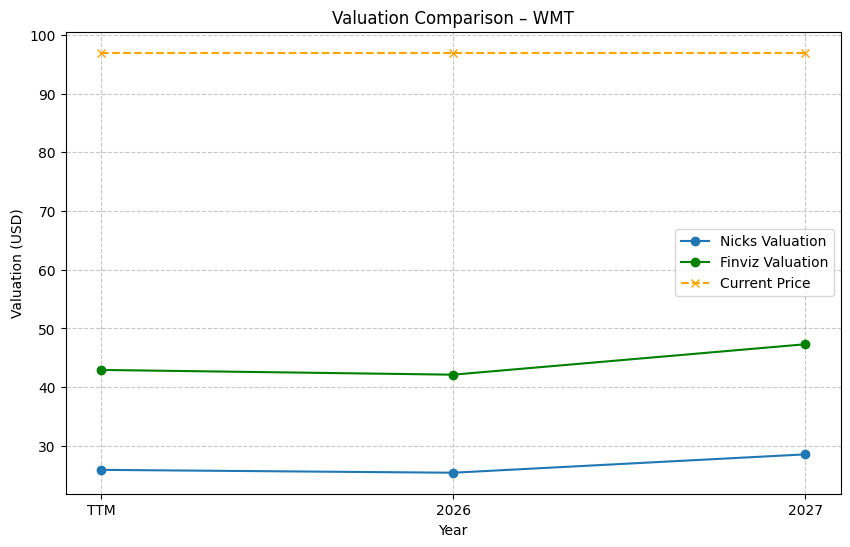 Valuation Comparison – WMT
Valuation (USD)
100
90
80
70
60
50
40
30
Nicks Valuation
Finviz Valuation
Current Price
TTM
2026
2027
Year